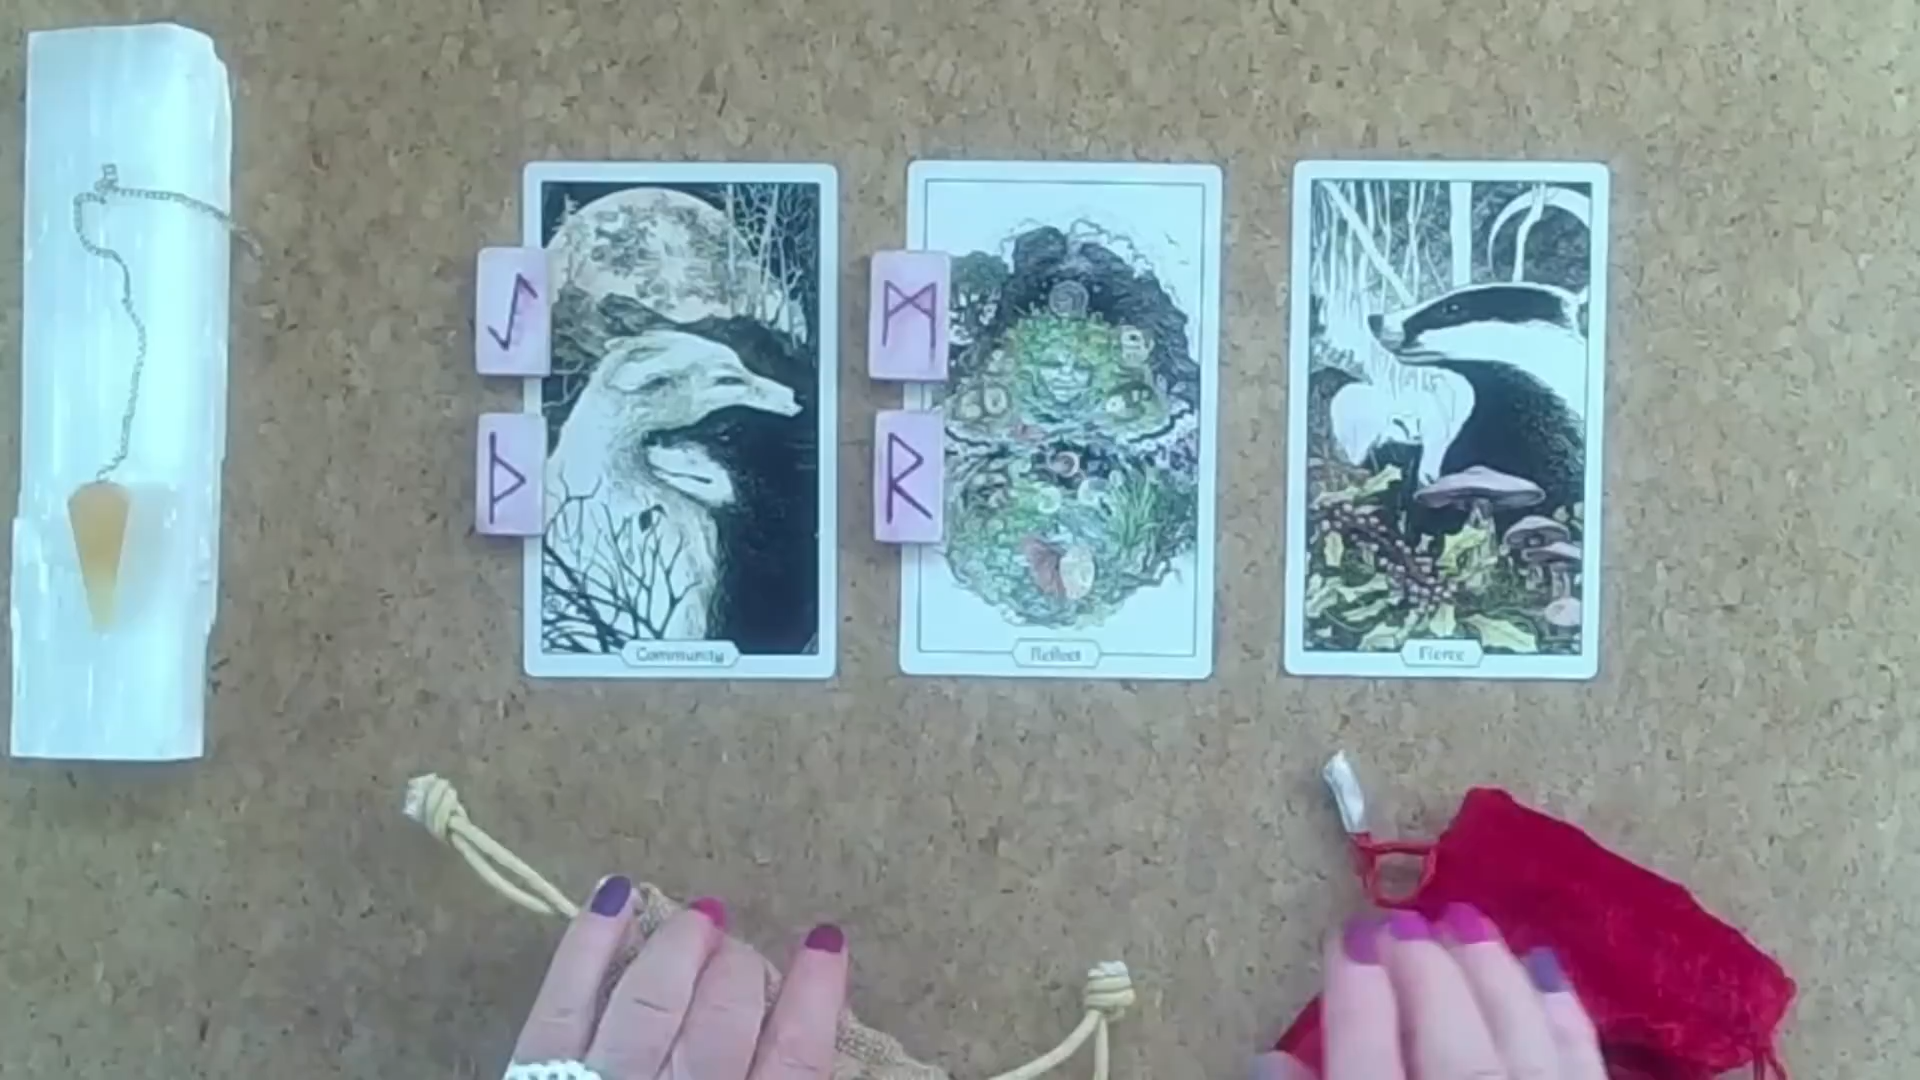 ᛇ
ᚦ
ᛗ
ᚱ
Community
Reflect
Fierce